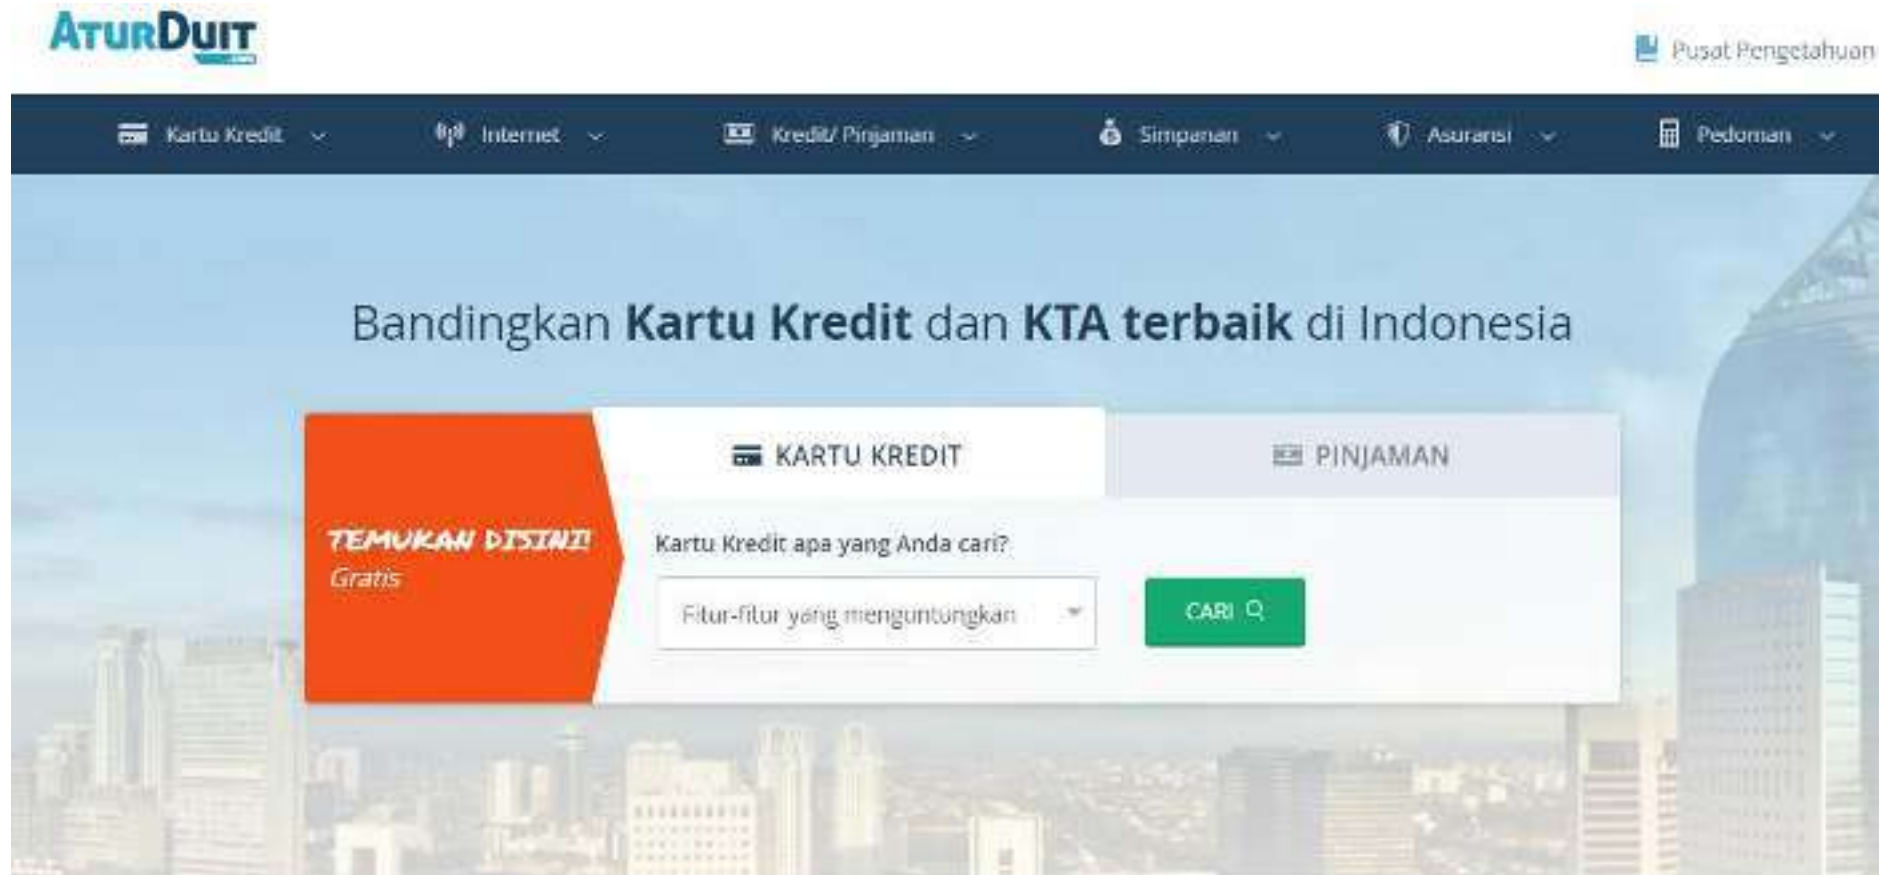 ATURDUIT
.com
Pusat Pengetahuan
Kartu Kredit
Internet
Kredit/ Pinjaman
Simpanan
Asuransi
Pedoman
Bandingkan Kartu Kredit dan KTA terbaik di Indonesia
KARTU KREDIT
PINJAMAN
TEMUKAN DISINI!
Gratis
Kartu Kredit apa yang Anda cari?
Fitur-fitur yang menguntungkan
CARI